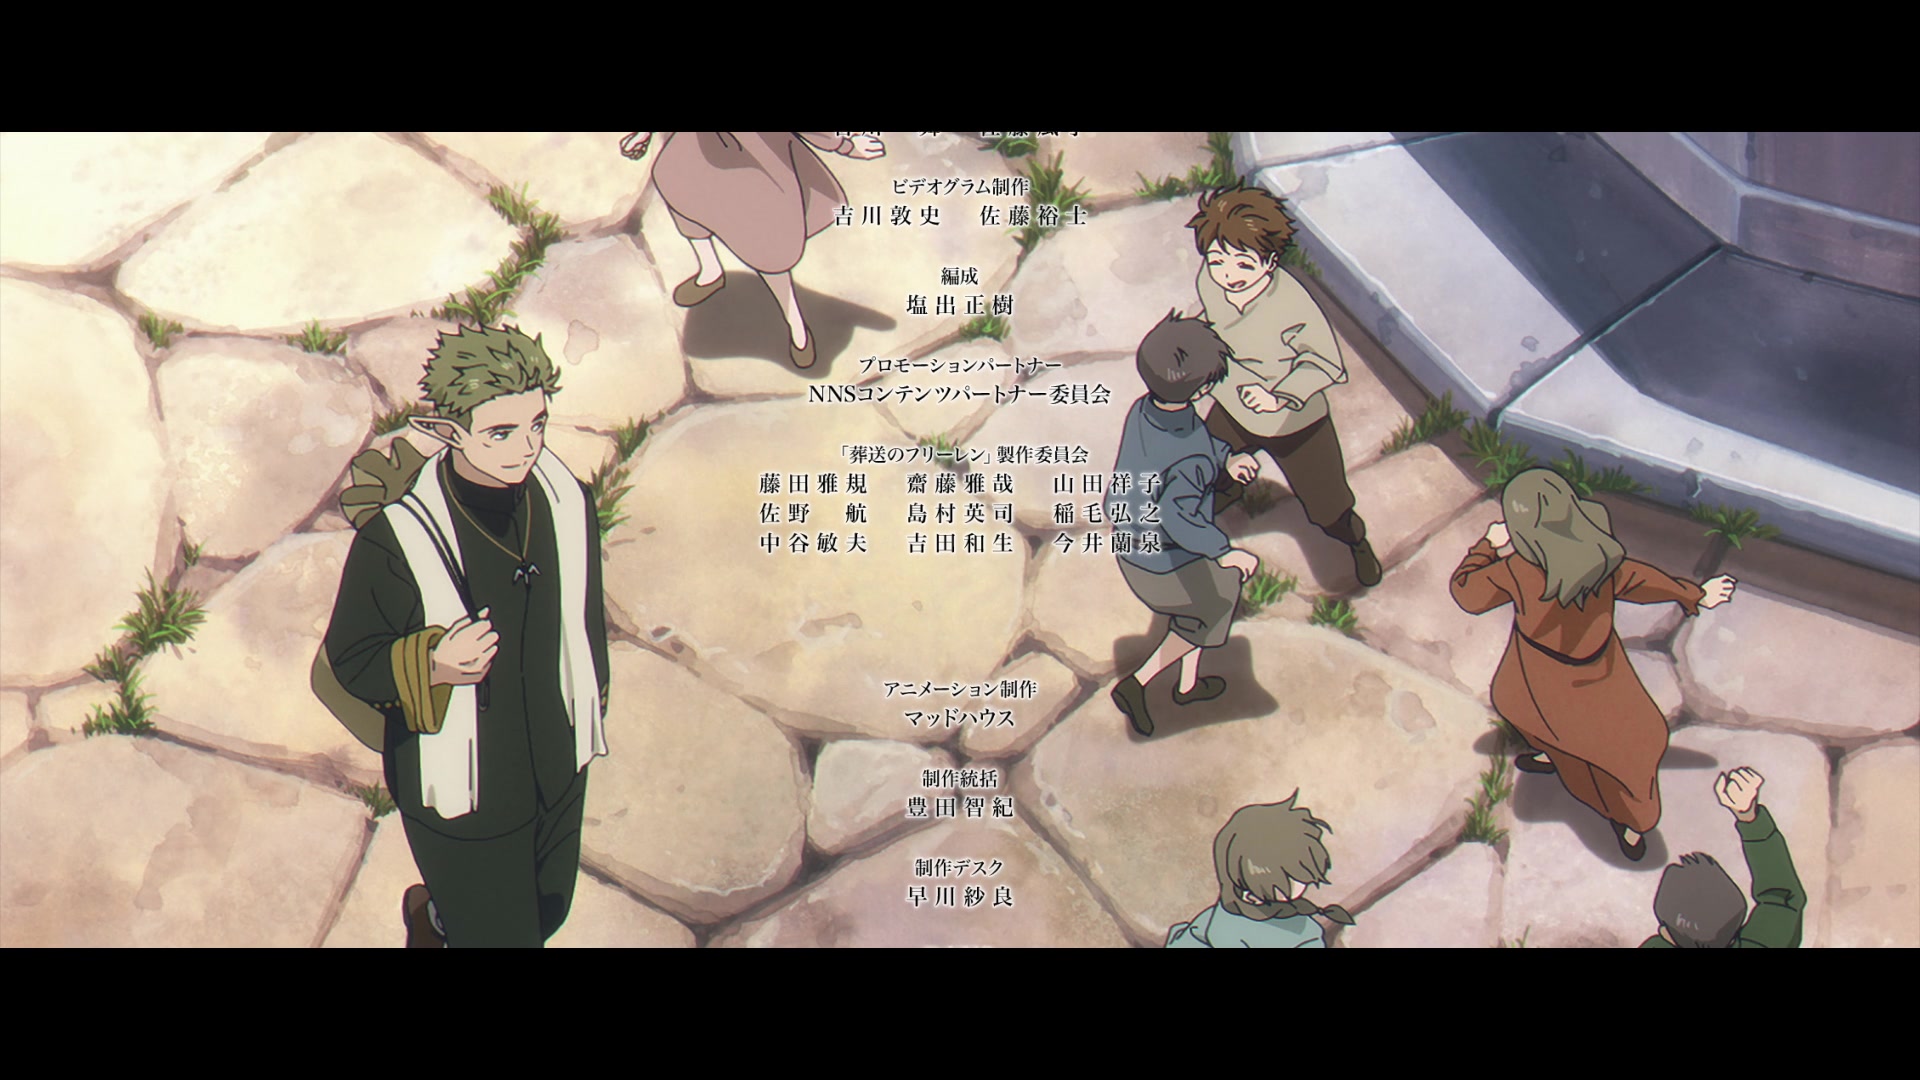 ビデオグラム制作
吉川敦史 佐藤裕士
編成
塩出正樹
プロモーションパートナー
NNSコンテンツパートナー委員会
「葬送のフリーレン」製作委員会
藤田雅規 齋藤雅哉 山田祥子
佐野 航 島村英司 稲毛弘之
中谷敏夫 吉田和生 今井蘭泉
アニメーション制作
マッドハウス
制作統括
豊田智紀
制作デスク
早川紗良